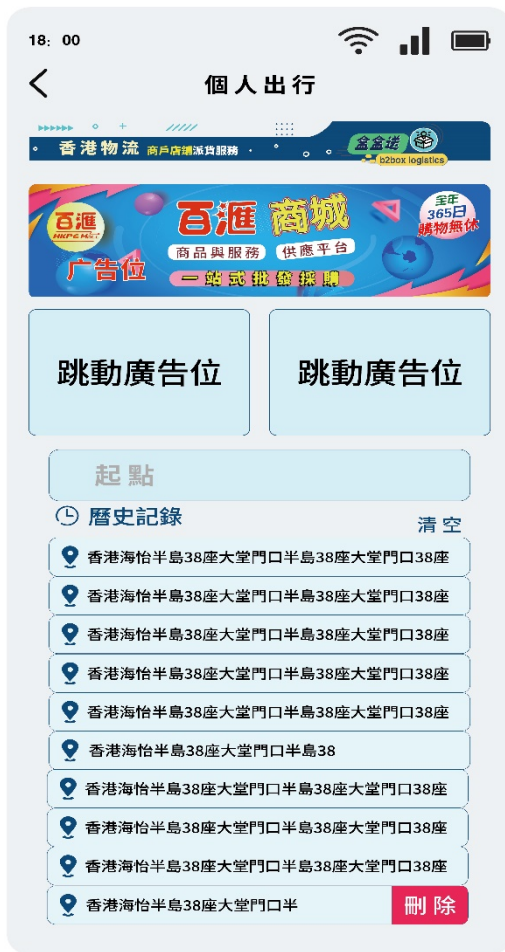 18: 00
個人出行
香港物流 商戶店鋪派貨服務
盒盒送
b2box logistics
百滙
HKPC MALL
广告位
百滙 商城
商品與服務 供應平台
一站式批發採購
全年
365日
購物無休
跳動廣告位
跳動廣告位
起點
曆史記錄
清空
香港海怡半島38座大堂門口半島38座大堂門口38座
香港海怡半島38座大堂門口半島38座大堂門口38座
香港海怡半島38座大堂門口半島38座大堂門口38座
香港海怡半島38座大堂門口半島38座大堂門口38座
香港海怡半島38座大堂門口半島38座大堂門口38座
香港海怡半島38座大堂門口半島38
香港海怡半島38座大堂門口半島38座大堂門口38座
香港海怡半島38座大堂門口半島38座大堂門口38座
香港海怡半島38座大堂門口半島38座大堂門口38座
香港海怡半島38座大堂門口半
刪除